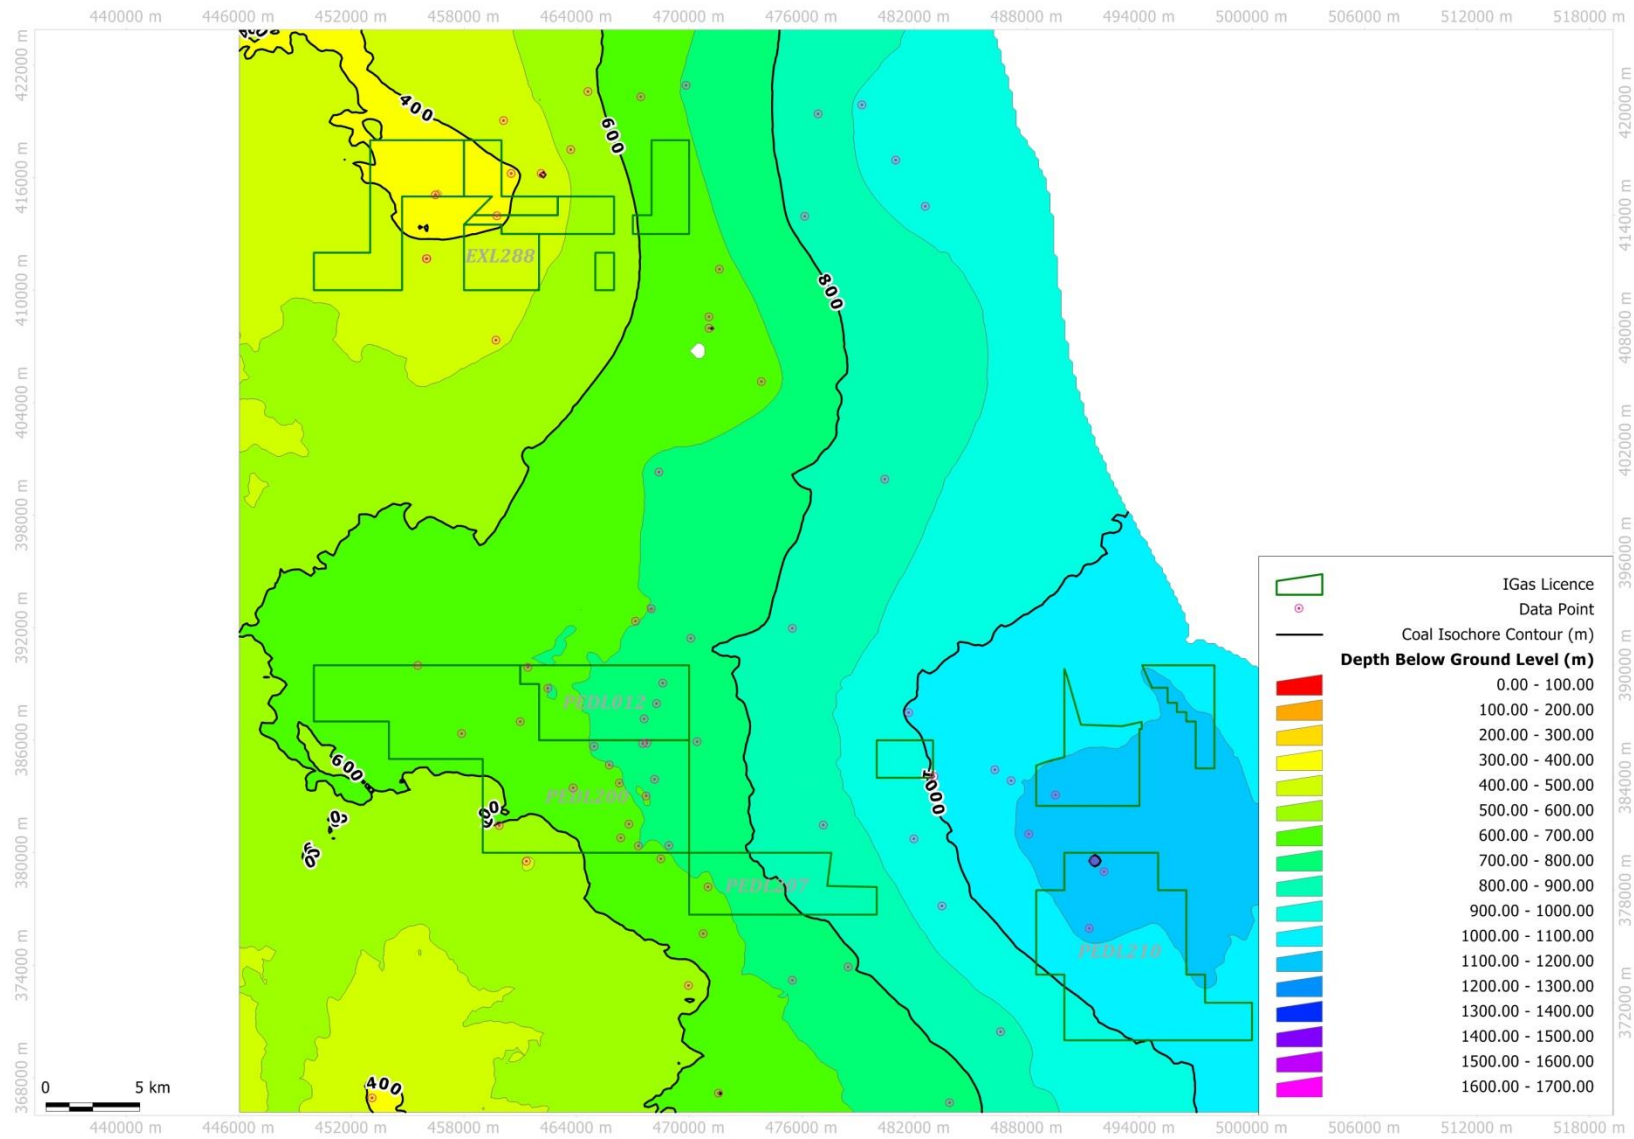 440000 m 446000 m 452000 m 458000 m 464000 m 470000 m 476000 m 482000 m 488000 m 494000 m 500000 m 506000 m 512000 m 518000 m
422000 m
416000 m
410000 m
404000 m
398000 m
392000 m
386000 m
380000 m
374000 m
368000 m
400
600
800
EXL288
PEDL012
600
PEDL207
1000
PEDL210
400
420000 m
414000 m
408000 m
402000 m
396000 m
390000 m
384000 m
378000 m
372000 m
IGas Licence
Data Point
Coal Isochore Contour (m)
Depth Below Ground Level (m)
0.00 - 100.00
100.00 - 200.00
200.00 - 300.00
300.00 - 400.00
400.00 - 500.00
500.00 - 600.00
600.00 - 700.00
700.00 - 800.00
800.00 - 900.00
900.00 - 1000.00
1000.00 - 1100.00
1100.00 - 1200.00
1200.00 - 1300.00
1300.00 - 1400.00
1400.00 - 1500.00
1500.00 - 1600.00
1600.00 - 1700.00
0 5 km
440000 m 446000 m 452000 m 458000 m 464000 m 470000 m 476000 m 482000 m 488000 m 494000 m 500000 m 506000 m 512000 m 518000 m